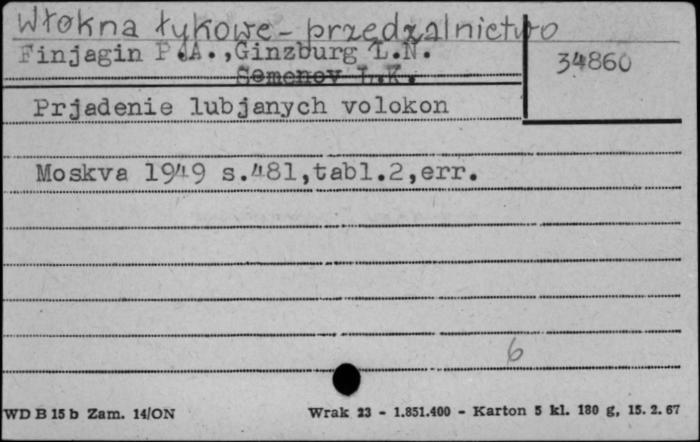 Włokna łykowe - przędzalnictwo
Finjagin P.A.,Ginzburg L.N.
34860
Semenov L.K.
Prjadenie lubjanych volokon
Moskva 1949 s.481,tabl.2,err.
6
WD B 15 b Zam. 14/ON
Wrak 23 - 1.851.400 - Karton 5 kl. 180 g, 15. 2. 67